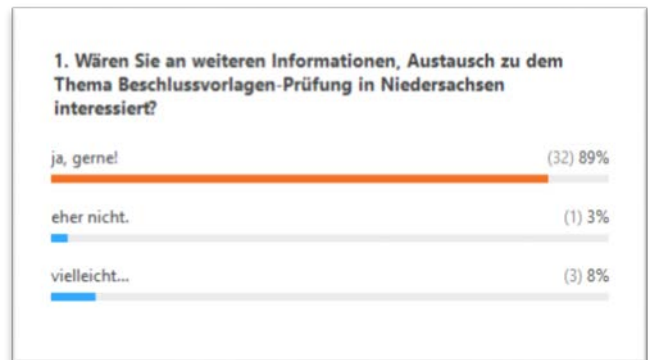 1. Wären Sie an weiteren Informationen, Austausch zu dem
Thema Beschlussvorlagen-Prüfung in Niedersachsen
interessiert?
ja, gerne! (32) 89%
eher nicht. (1) 3%
vielleicht... (3) 8%